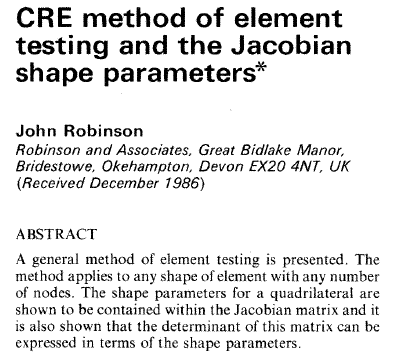 CRE method of element
testing and the Jacobian
shape parameters*
John Robinson
Robinson and Associates, Great Bidlake Manor,
Bridestowe, Okehampton, Devon EX20 4NT, UK
(Received December 1986)
ABSTRACT
A general method of element testing is presented. The
method applies to any shape of element with any number
of nodes. The shape parameters for a quadrilateral are
shown to be contained within the Jacobian matrix and it
is also shown that the determinant of this matrix can be
expressed in terms of the shape parameters.